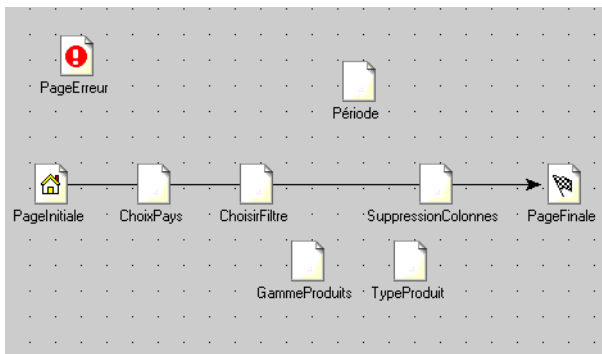 PageErreur
Période
PageInitiale
ChoixPays
ChoisirFiltre
SuppressionColonnes
PageFinale
GammeProduits
TypeProduit